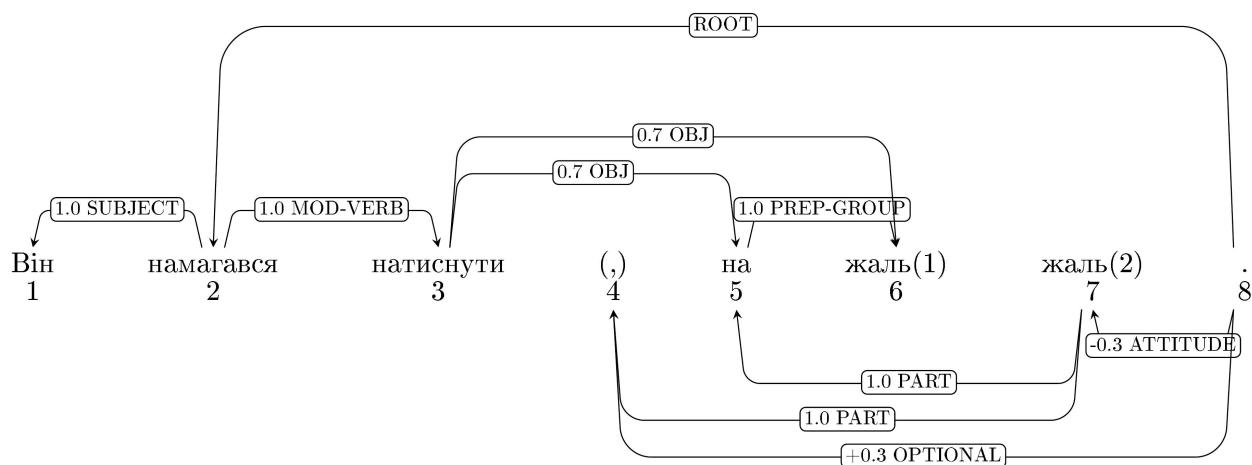 ROOT
0.7 OBJ
0.7 OBJ
1.0 SUBJECT 1.0 MOD-VERB 1.0 PREP-GROUP
Він намагався натиснути (,) на жаль(1) жаль(2) .
1 2 3 4 5 6 7 8
-0.3 ATTITUDE
1.0 PART
1.0 PART
+0.3 OPTIONAL